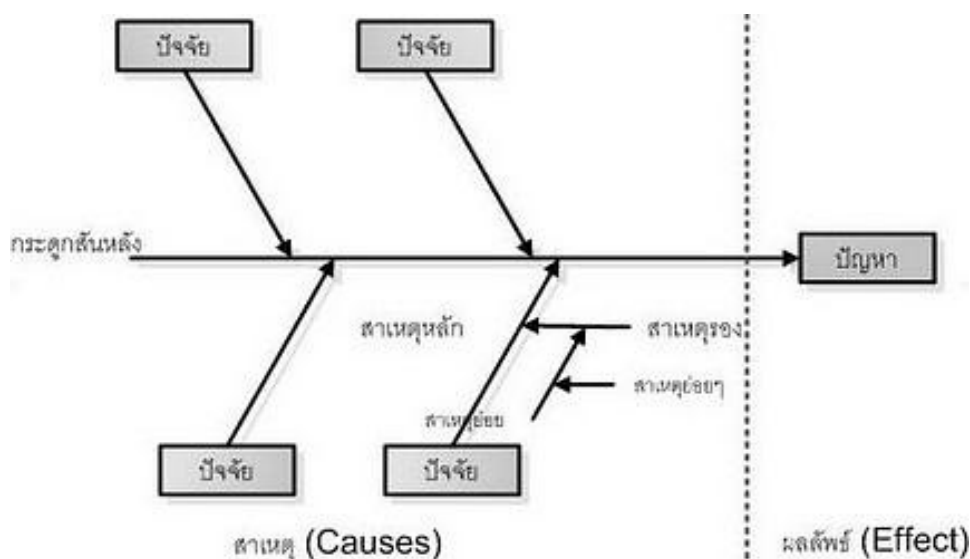 ปัจจัย
ปัจจัย
กระดูกสันหลัง
ปัญหา
สาเหตุหลัก
สาเหตุรอง
สาเหตุย่อยๆ
สาเหตุย่อย
ปัจจัย
ปัจจัย
สาเหตุ (Causes)
ผลลัพธ์ (Effect)